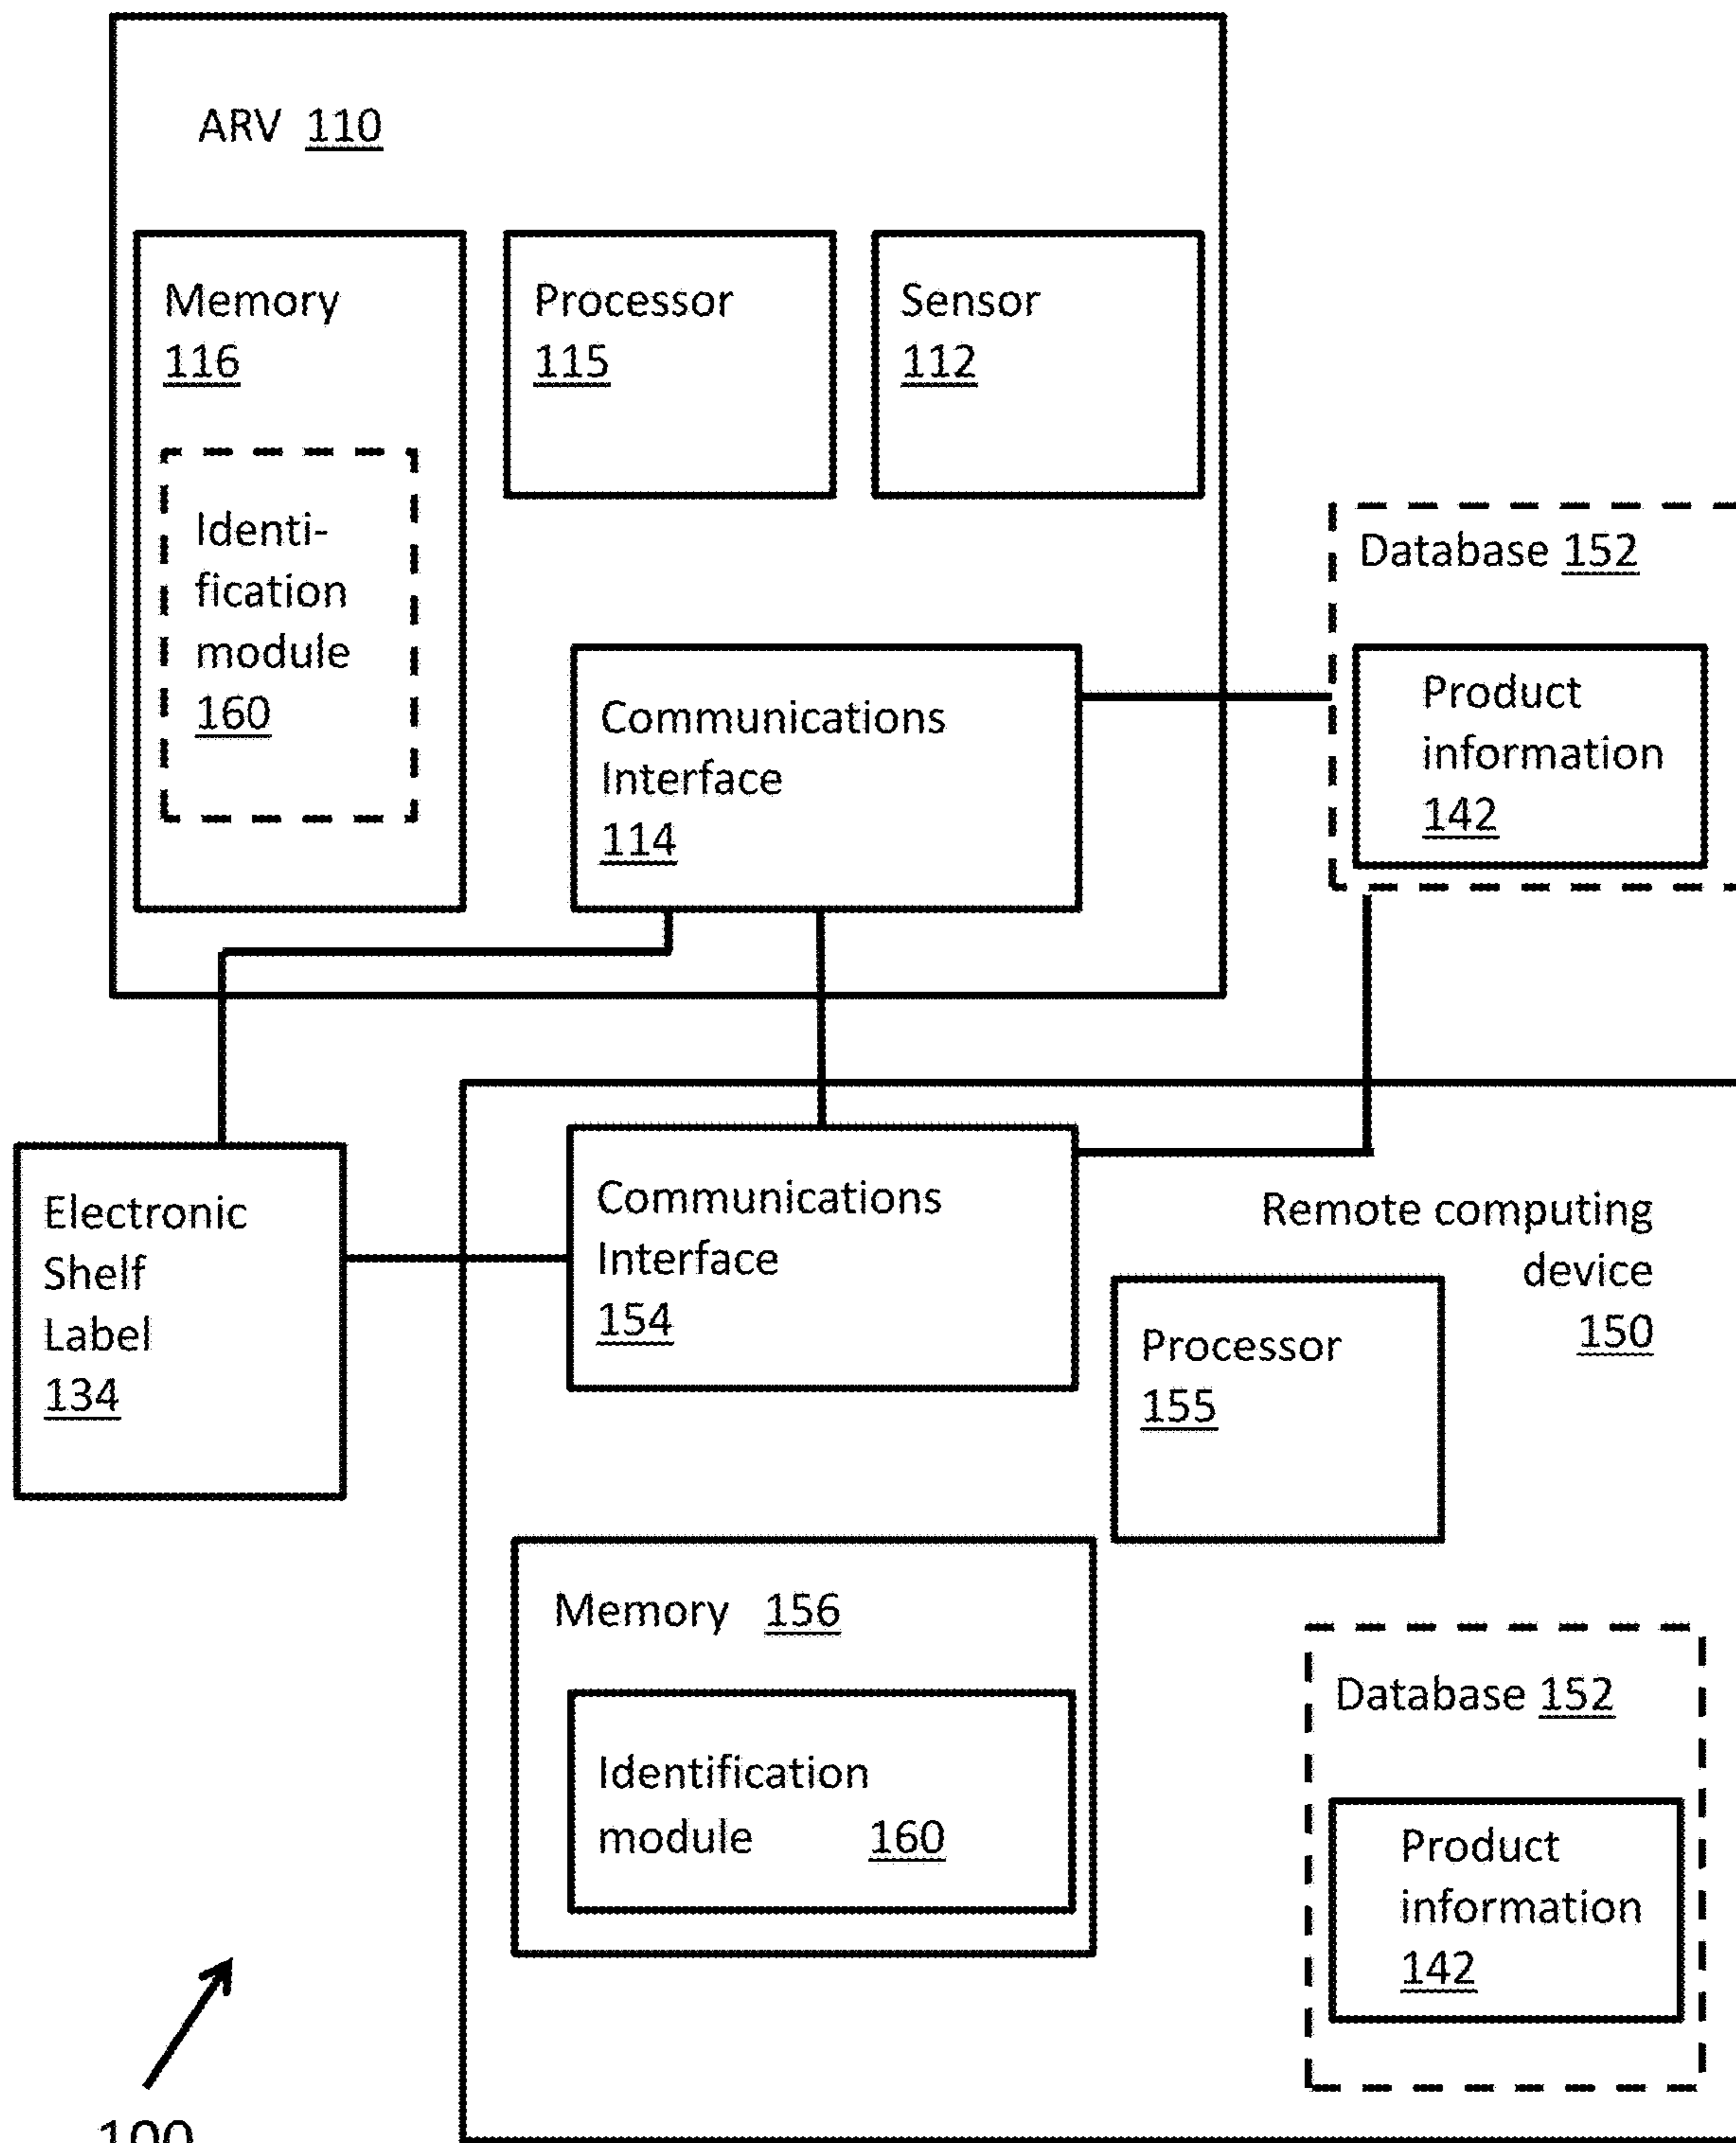 ARV 110
Memory
116
Processor
115
Sensor
112
Identi-
fication
module
160
Database 152
Product
information
142
Communications
Interface
114
Electronic
Shelf
Label
134
Communications
Interface
154
Remote computing
device
150
Processor
155
Memory 156
Identification
module 160
Database 152
Product
information
142
100